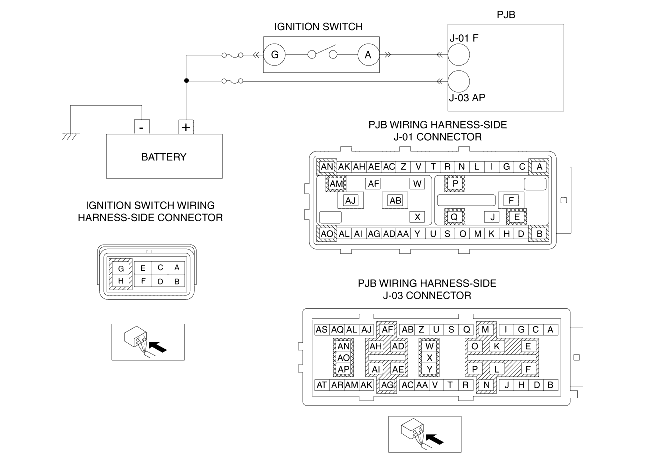 PJB
IGNITION SWITCH
J-01 F
G A
J-03 AP
- +
BATTERY
PJB WIRING HARNESS-SIDE
J-01 CONNECTOR
AN AK AH AE AC Z V T R N L I G C A
AM AF W P
AJ AB F
X Q J E
AO AL AI AG AD AA Y U S O M K H D B
IGNITION SWITCH WIRING
HARNESS-SIDE CONNECTOR
G E C A
H F D B
PJB WIRING HARNESS-SIDE
J-03 CONNECTOR
AS AQ AL AJ AF AB Z U S Q M I G C A
AN AH AD W O K E
AO X
AP AI AE Y P L F
AT AR AM AK AG AC AA V T R N J H D B